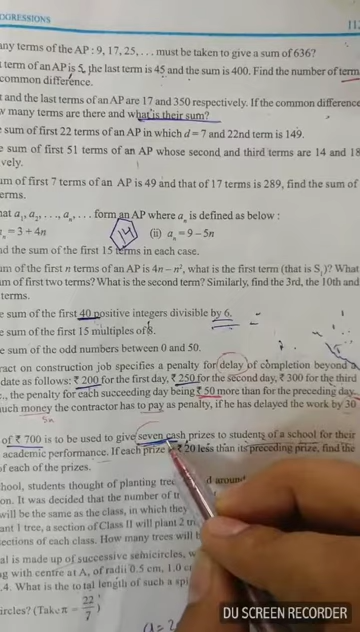 OGRESSIONS
112
any terms of the AP : 9, 17, 25, . . . must be taken to give a sum of 636?
term of an AP is 5, the last term is 45 and the sum is 400. Find the number of term
common difference.
t and the last terms of an AP are 17 and 350 respectively. If the common difference
w many terms are there and what is their sum?
e sum of first 22 terms of an AP in which d = 7 and 22nd term is 149.
e sum of first 51 terms of an AP whose second and third terms are 14 and 18
vely.
um of first 7 terms of an AP is 49 and that of 17 terms is 289, find the sum of
erms.
hat a₁, a₂, . . ., aₙ, . . . form an AP where aₙ is defined as below :
ₙ = 3 + 4n
14
(ii) aₙ = 9 – 5n
nd the sum of the first 15 terms in each case.
um of the first n terms of an AP is 4n – n², what is the first term (that is S₁)? What
um of first two terms? What is the second term? Similarly, find the 3rd, the 10th and
terms.
e sum of first 40 positive integers divisible by 6.
e sum of the first 15 multiples of 8.
e sum of the odd numbers between 0 and 50.
ract on construction job specifies a penalty for delay of completion beyond a
date as follows: ₹ 200 for the first day, ₹ 250 for the second day, ₹ 300 for the third
c., the penalty for each succeeding day being ₹ 50 more than for the preceding day.
uch money the contractor has to pay as penalty, if he has delayed the work by 30
5n
of ₹ 700 is to be used to give seven cash prizes to students of a school for their
academic performance. If each prize ₹ 20 less than its preceding prize, find the
of each of the prizes.
hool, students thought of planting trees around
on. It was decided that the number of tr
will be the same as the class, in which they
ant 1 tree, a section of Class II will plant 2 tr
ections of each class. How many trees will b
al is made up of successive semicircles, w
g with centre at A, of radii 0.5 cm, 1.0 c
.4. What is the total length of such a spi
ircles? (Take π = 22/7)
DU SCREEN RECORDER